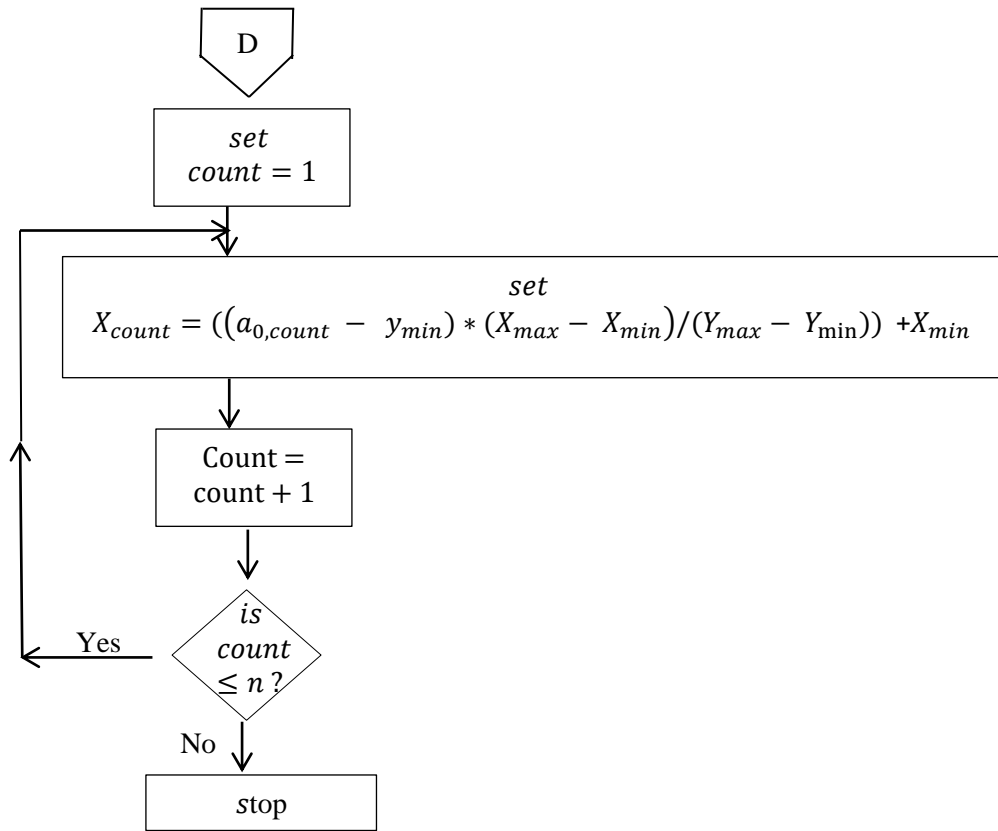 D
set
count = 1
set
X_count = ((a_0,count − y_min) ∗ (X_max − X_min)/(Y_max − Y_min)) +X_min
Count =
count + 1
is
count
≤ n ?
Yes
No
stop